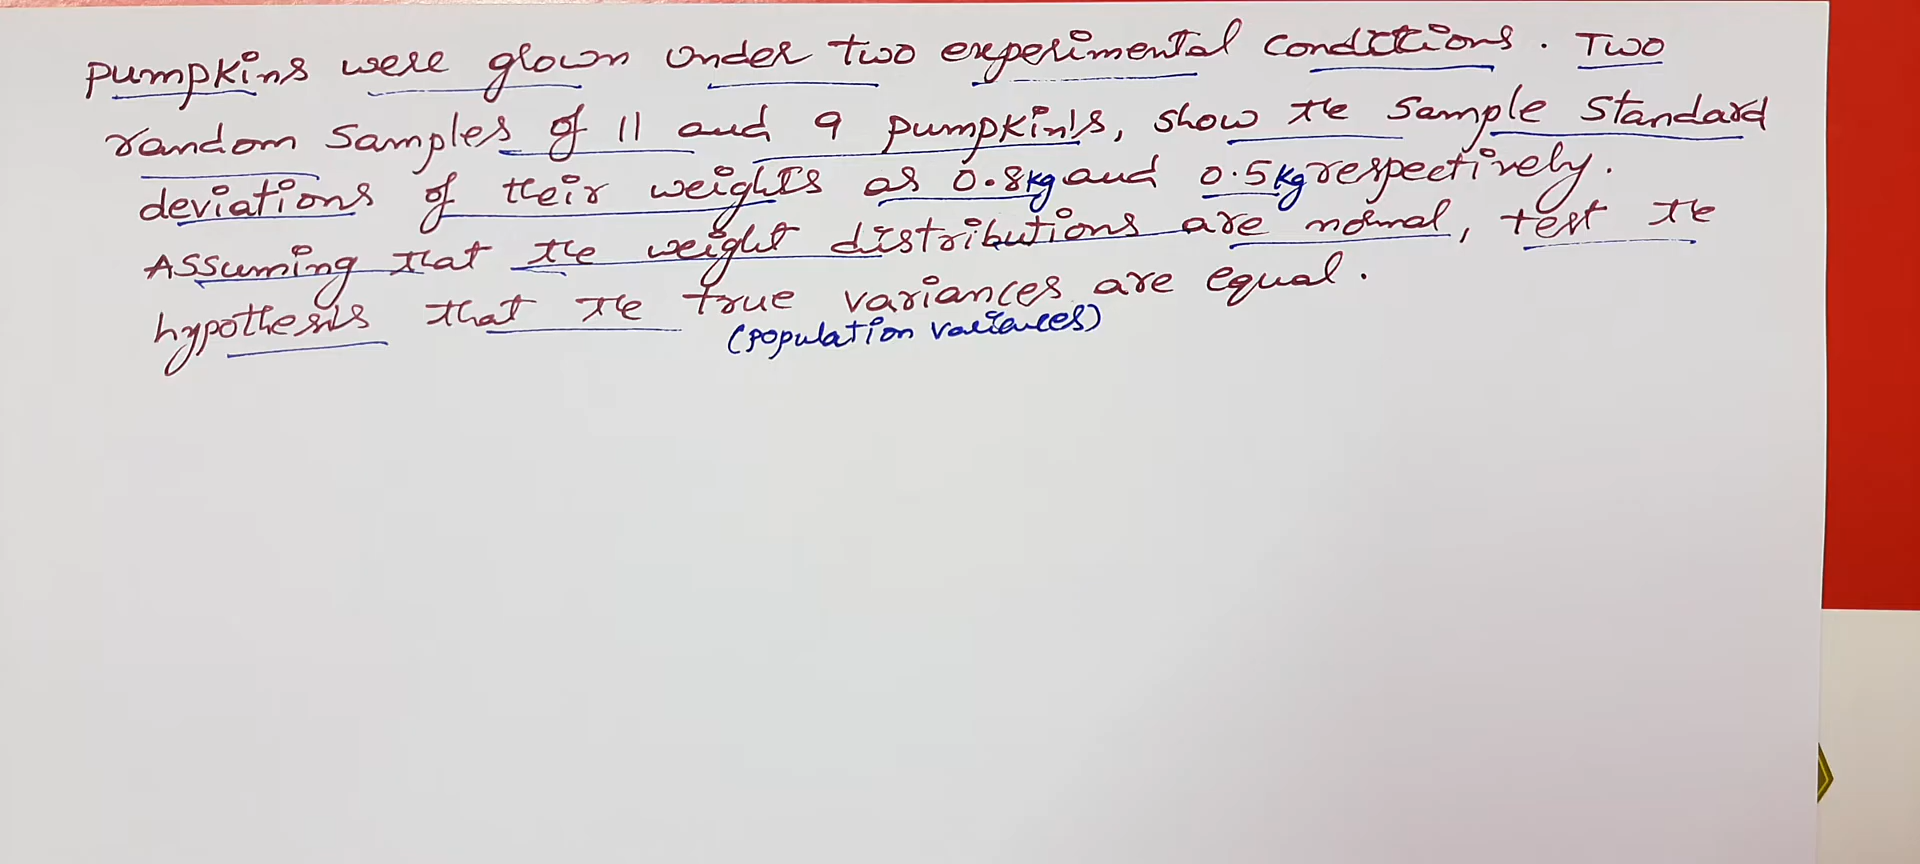 Pumpkins were grown under two experimental conditions. Two
random samples of 11 and 9 pumpkins, show the sample standard
deviations of their weights as 0.8kg and 0.5kg respectively.
Assuming that the weight distributions are normal, test the
hypothesis that the true variances are equal.
(population variances)